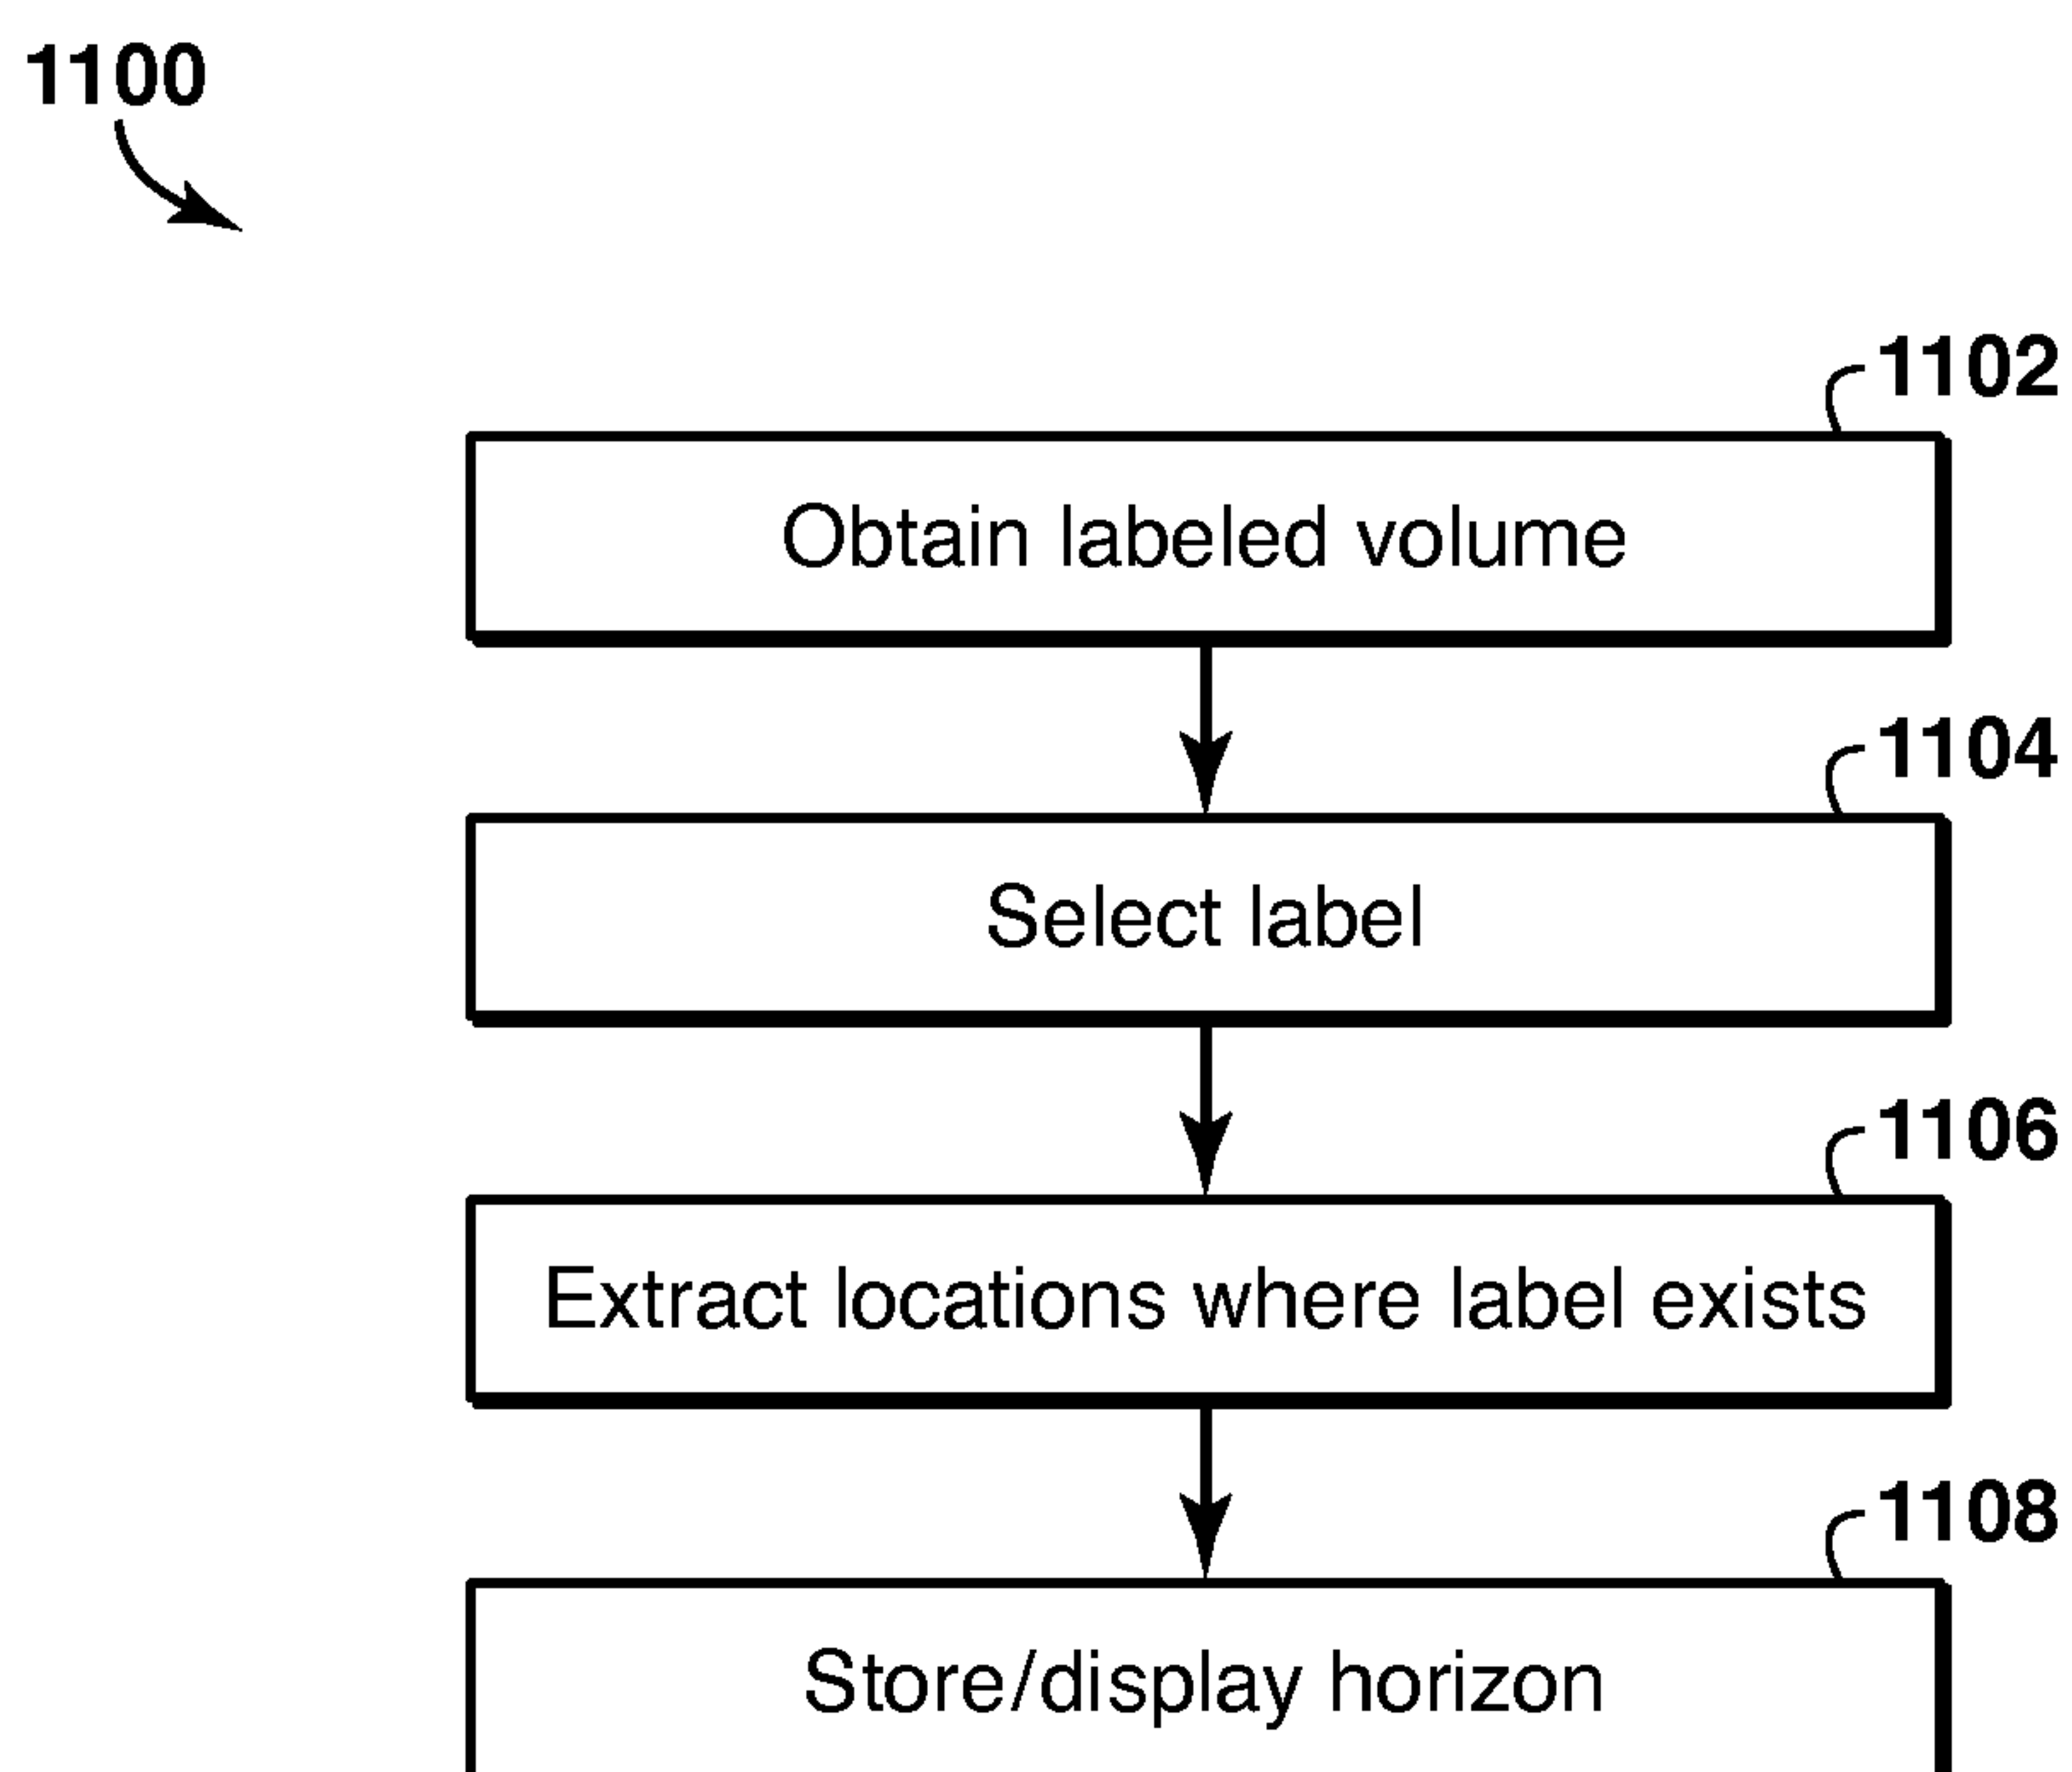 1100
1102
Obtain labeled volume
1104
Select label
1106
Extract locations where label exists
1108
Store/display horizon